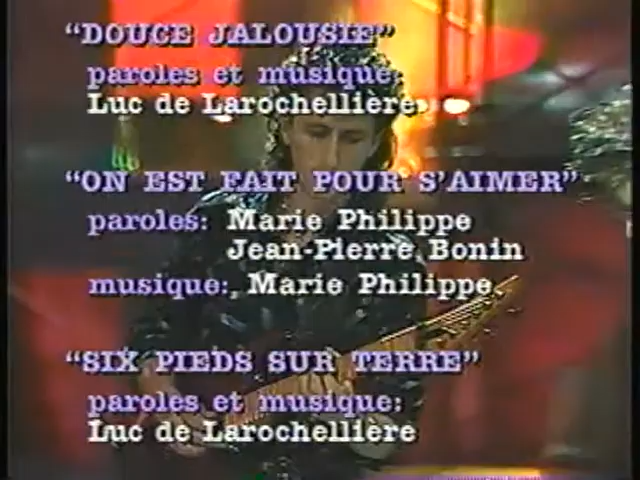 “DOUCE JALOUSIE”
paroles et musique:
Luc de Larochellière
“ON EST FAIT POUR S'AIMER”
paroles: Marie Philippe
Jean-Pierre Bonin
musique: Marie Philippe
“SIX PIEDS SUR TERRE”
paroles et musique:
Luc de Larochellière